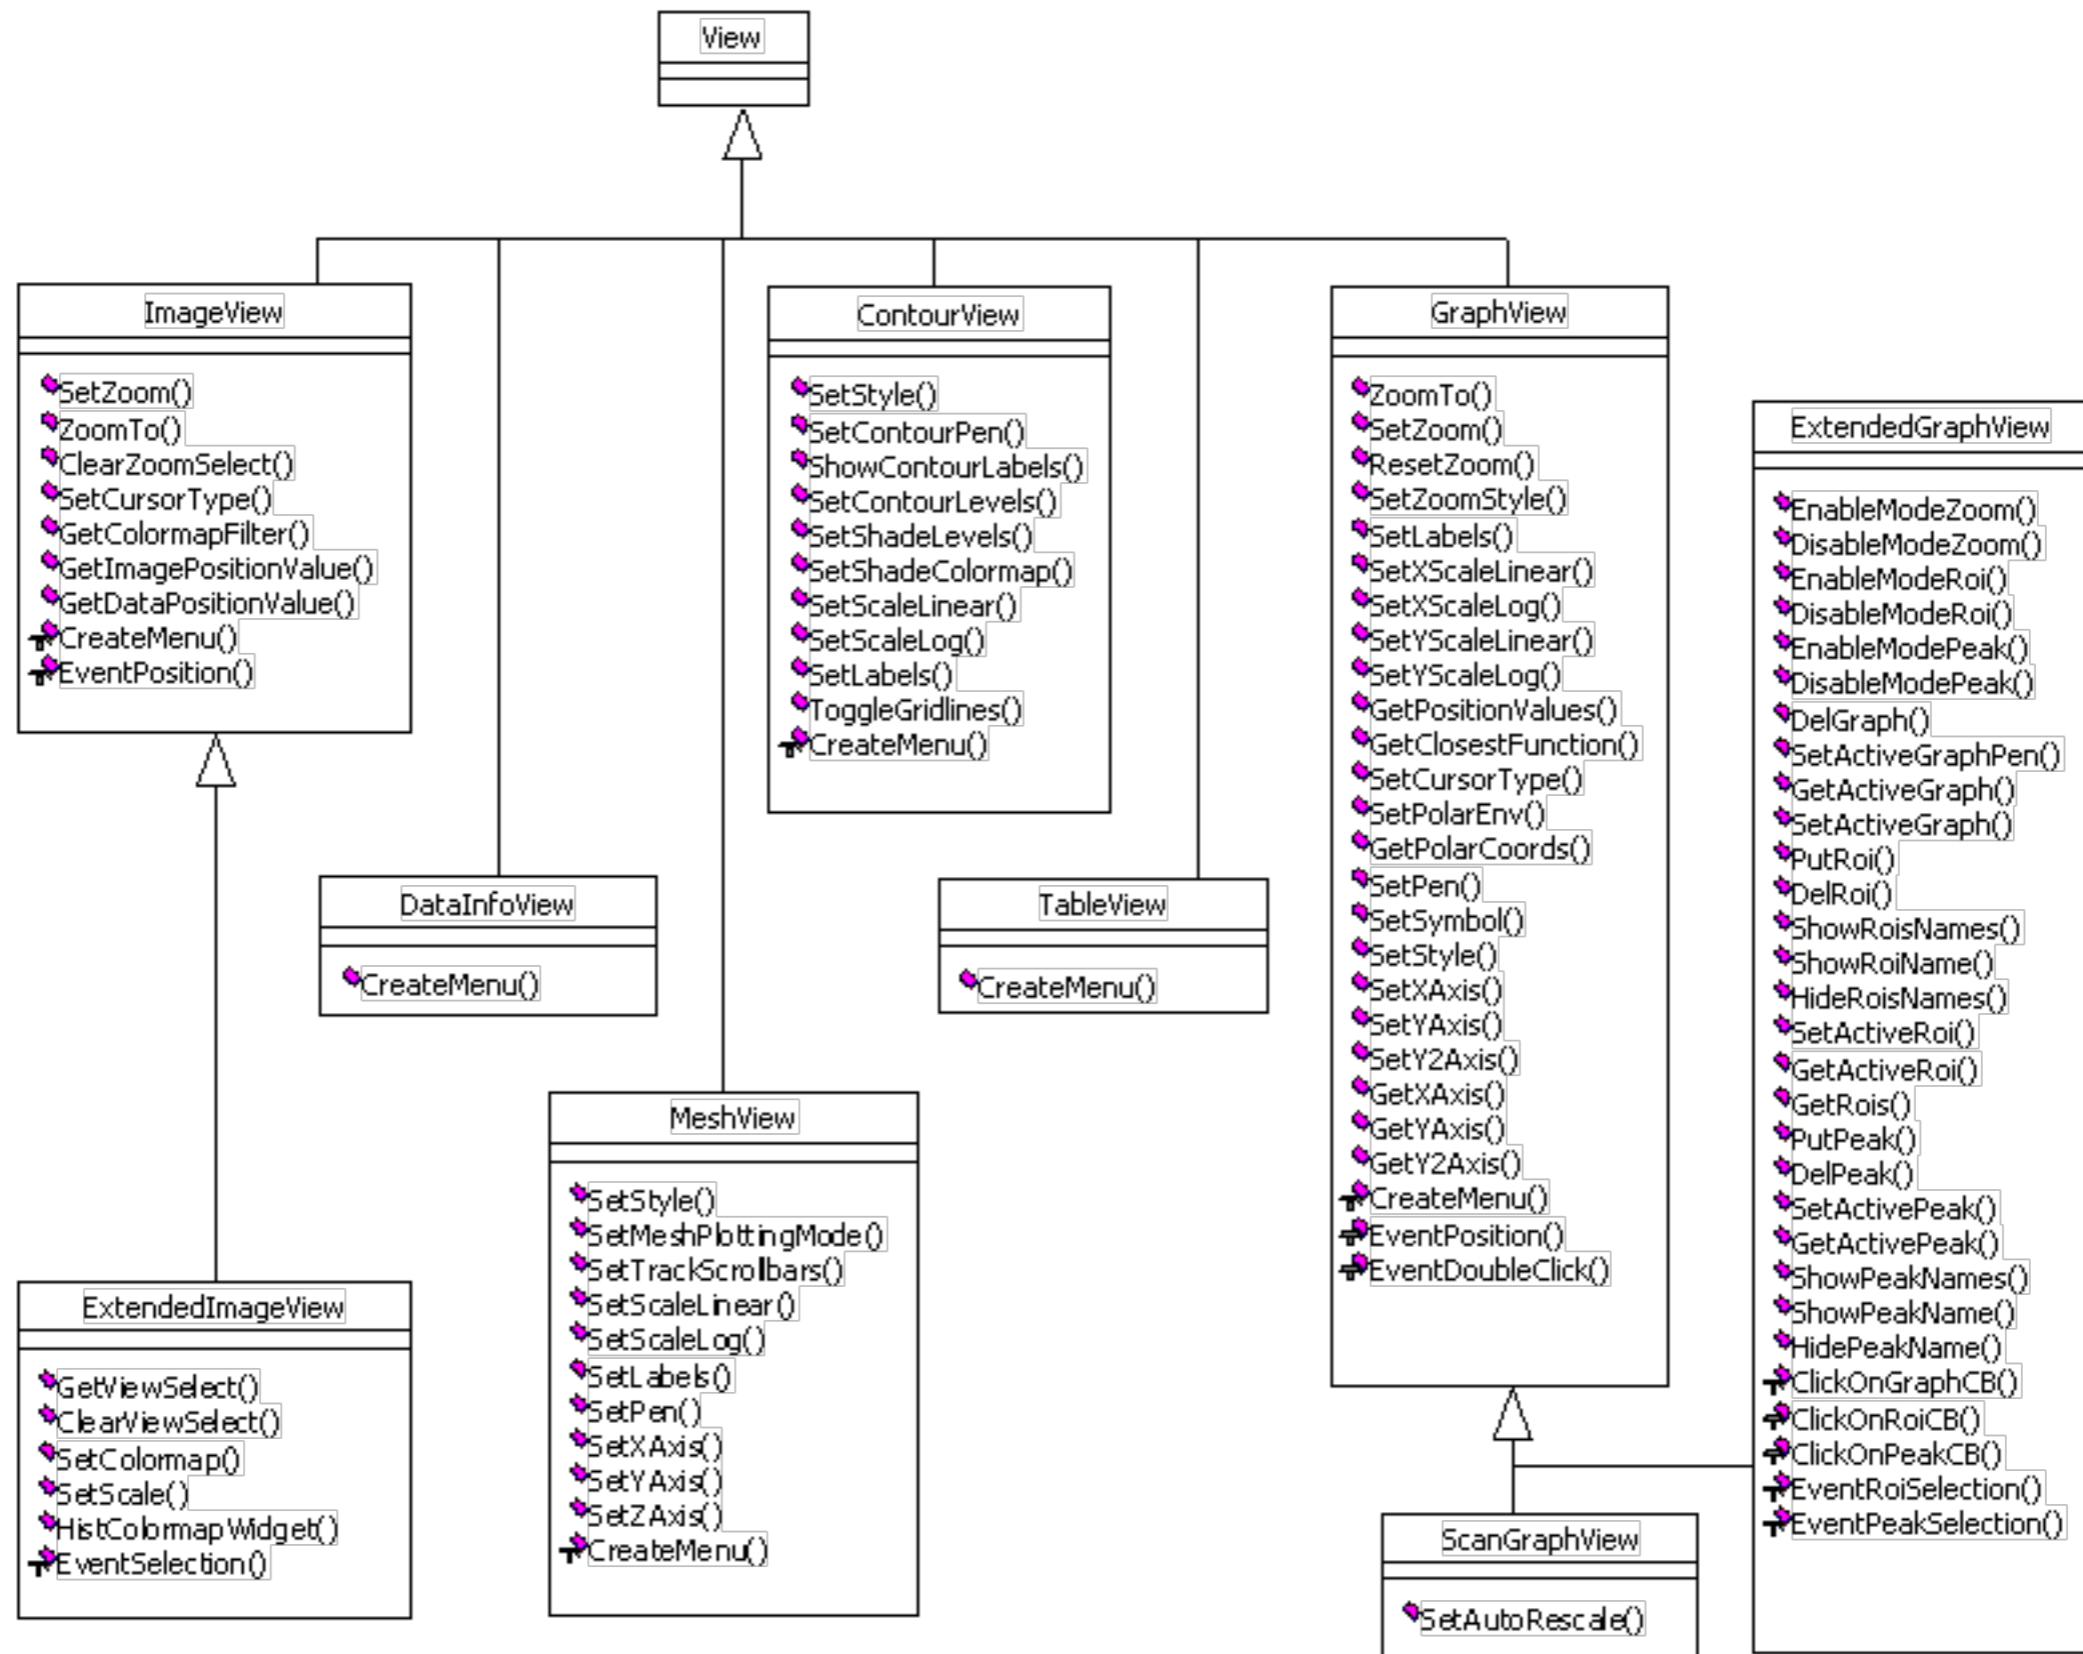 View
ImageView
SetZoom()
ZoomTo()
ClearZoomSelect()
SetCursorType()
GetColormapFilter()
GetImagePositionValue()
GetDataPositionValue()
CreateMenu()
EventPosition()
ContourView
SetStyle()
SetContourPen()
ShowContourLabels()
SetContourLevels()
SetShadeLevels()
SetShadeColormap()
SetScaleLinear()
SetScaleLog()
SetLabels()
ToggleGridlines()
CreateMenu()
GraphView
ZoomTo()
SetZoom()
ResetZoom()
SetZoomStyle()
SetLabels()
SetXScaleLinear()
SetXScaleLog()
SetYScaleLinear()
SetYScaleLog()
GetPositionValues()
GetClosestFunction()
SetCursorType()
SetPolarEnv()
GetPolarCoords()
SetPen()
SetSymbol()
SetStyle()
SetXAxis()
SetYAxis()
SetY2Axis()
GetXAxis()
GetYAxis()
GetY2Axis()
CreateMenu()
EventPosition()
EventDoubleClick()
ExtendedGraphView
EnableModeZoom()
DisableModeZoom()
EnableModeRoi()
DisableModeRoi()
EnableModePeak()
DisableModePeak()
DelGraph()
SetActiveGraphPen()
GetActiveGraph()
SetActiveGraph()
PutRoi()
DelRoi()
ShowRoisNames()
ShowRoiName()
HideRoisNames()
SetActiveRoi()
GetActiveRoi()
GetRois()
PutPeak()
DelPeak()
SetActivePeak()
GetActivePeak()
ShowPeakNames()
ShowPeakName()
HidePeakName()
ClickOnGraphCB()
ClickOnRoiCB()
ClickOnPeakCB()
EventRoiSelection()
EventPeakSelection()
DataInfoView
CreateMenu()
TableView
CreateMenu()
MeshView
SetStyle()
SetMeshPlottingMode()
SetTrackScrollbars()
SetScaleLinear()
SetScaleLog()
SetLabels()
SetPen()
SetXAxis()
SetYAxis()
SetZAxis()
CreateMenu()
ExtendedImageView
GetViewSelect()
ClearViewSelect()
SetColormap()
SetScale()
HistColormapWidget()
EventSelection()
ScanGraphView
SetAutoRescale()